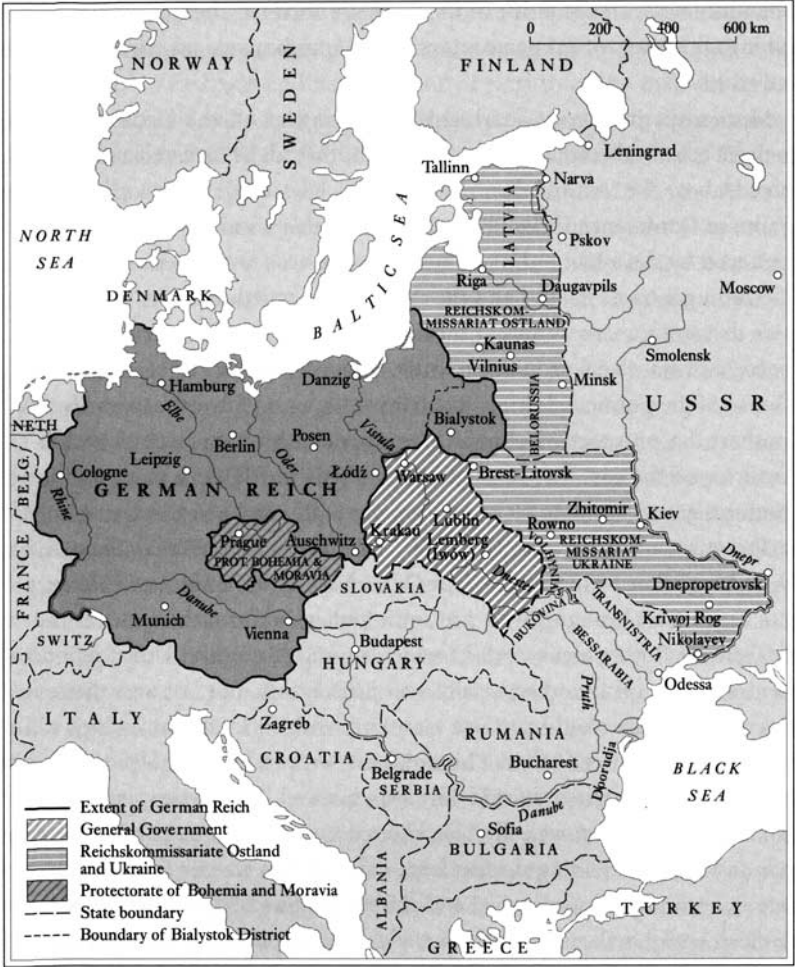 0 200 400 600 km
NORWAY
SWEDEN
FINLAND
Leningrad
Tallinn
Narva
LATVIA
Pskov
NORTH
SEA
BALTIC SEA
Riga
Daugavpils
Moscow
DENMARK
REICHSKOM-
MISSARIAT OSTLAND
Kaunas
Vilnius
Smolensk
Hamburg
Danzig
Minsk
USSR
BELORUSSIA
NETH
Elbe
Berlin
Posen
Vistula
Bialystok
BELG.
Cologne
Leipzig
Oder
Łódź
Warsaw
Brest-Litovsk
Rhine
GERMAN REICH
Lublin
Zhitomir
Kiev
Prague
Auschwitz
Krakau
Lemberg
(Iwów)
Rowno
REICHSKOM-
MISSARIAT
UKRAINE
PROT. BOHEMIA &
MORAVIA
VOLHYNIA
Dnepr
FRANCE
SLOVAKIA
Dnester
Dnepropetrovsk
Danube
BUKOVINA
TRANSNISTRIA
Kriwoj Rog
Munich
Vienna
BESSARABIA
Nikolayev
SWITZ
Budapest
HUNGARY
Odessa
Pruth
ITALY
Zagreb
RUMANIA
CROATIA
Bucharest
Doorudja
BLACK
SEA
Belgrade
SERBIA
Danube
Sofia
BULGARIA
ALBANIA
TURKEY
GREECE
Extent of German Reich
General Government
Reichskommissariate Ostland
and Ukraine
Protectorate of Bohemia and Moravia
State boundary
Boundary of Bialystok District